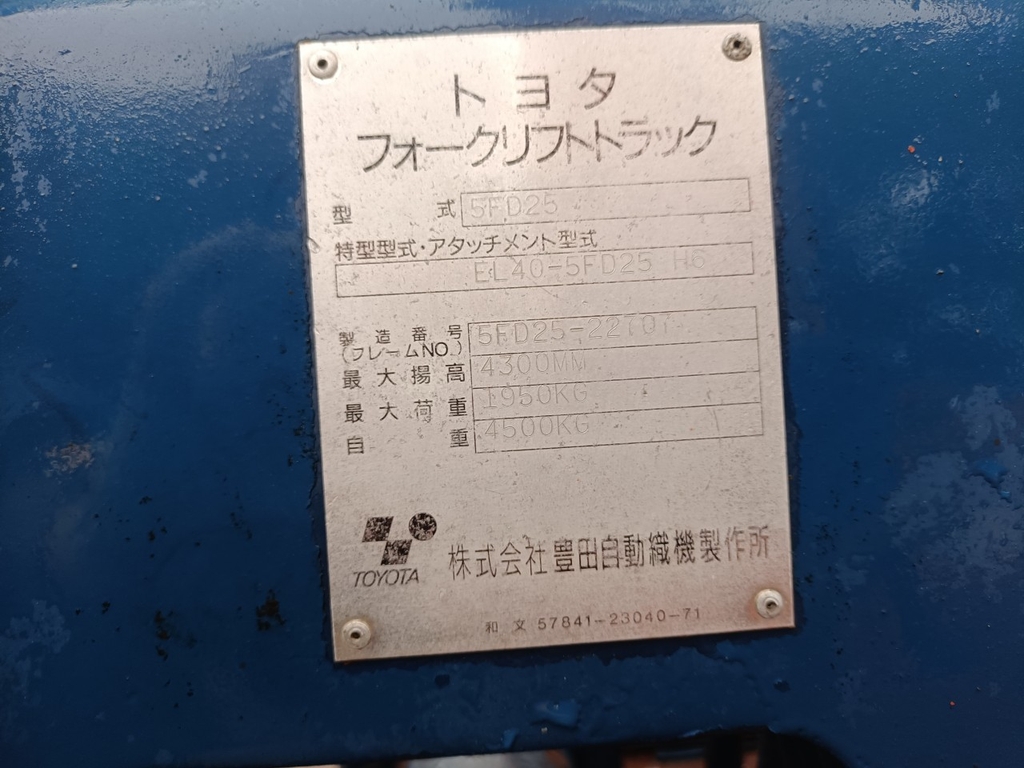 トヨタ
フォークリフトトラック
型式 5FD25
特型型式・アタッチメント型式
EL40-5FD25 H6
製造番号
(フレームNO.)
最大揚高 4300MM
最大荷重 1950KG
自重 4500KG
TOYOTA
株式会社 豊田自動織機製作所
和文 57841-23040-71